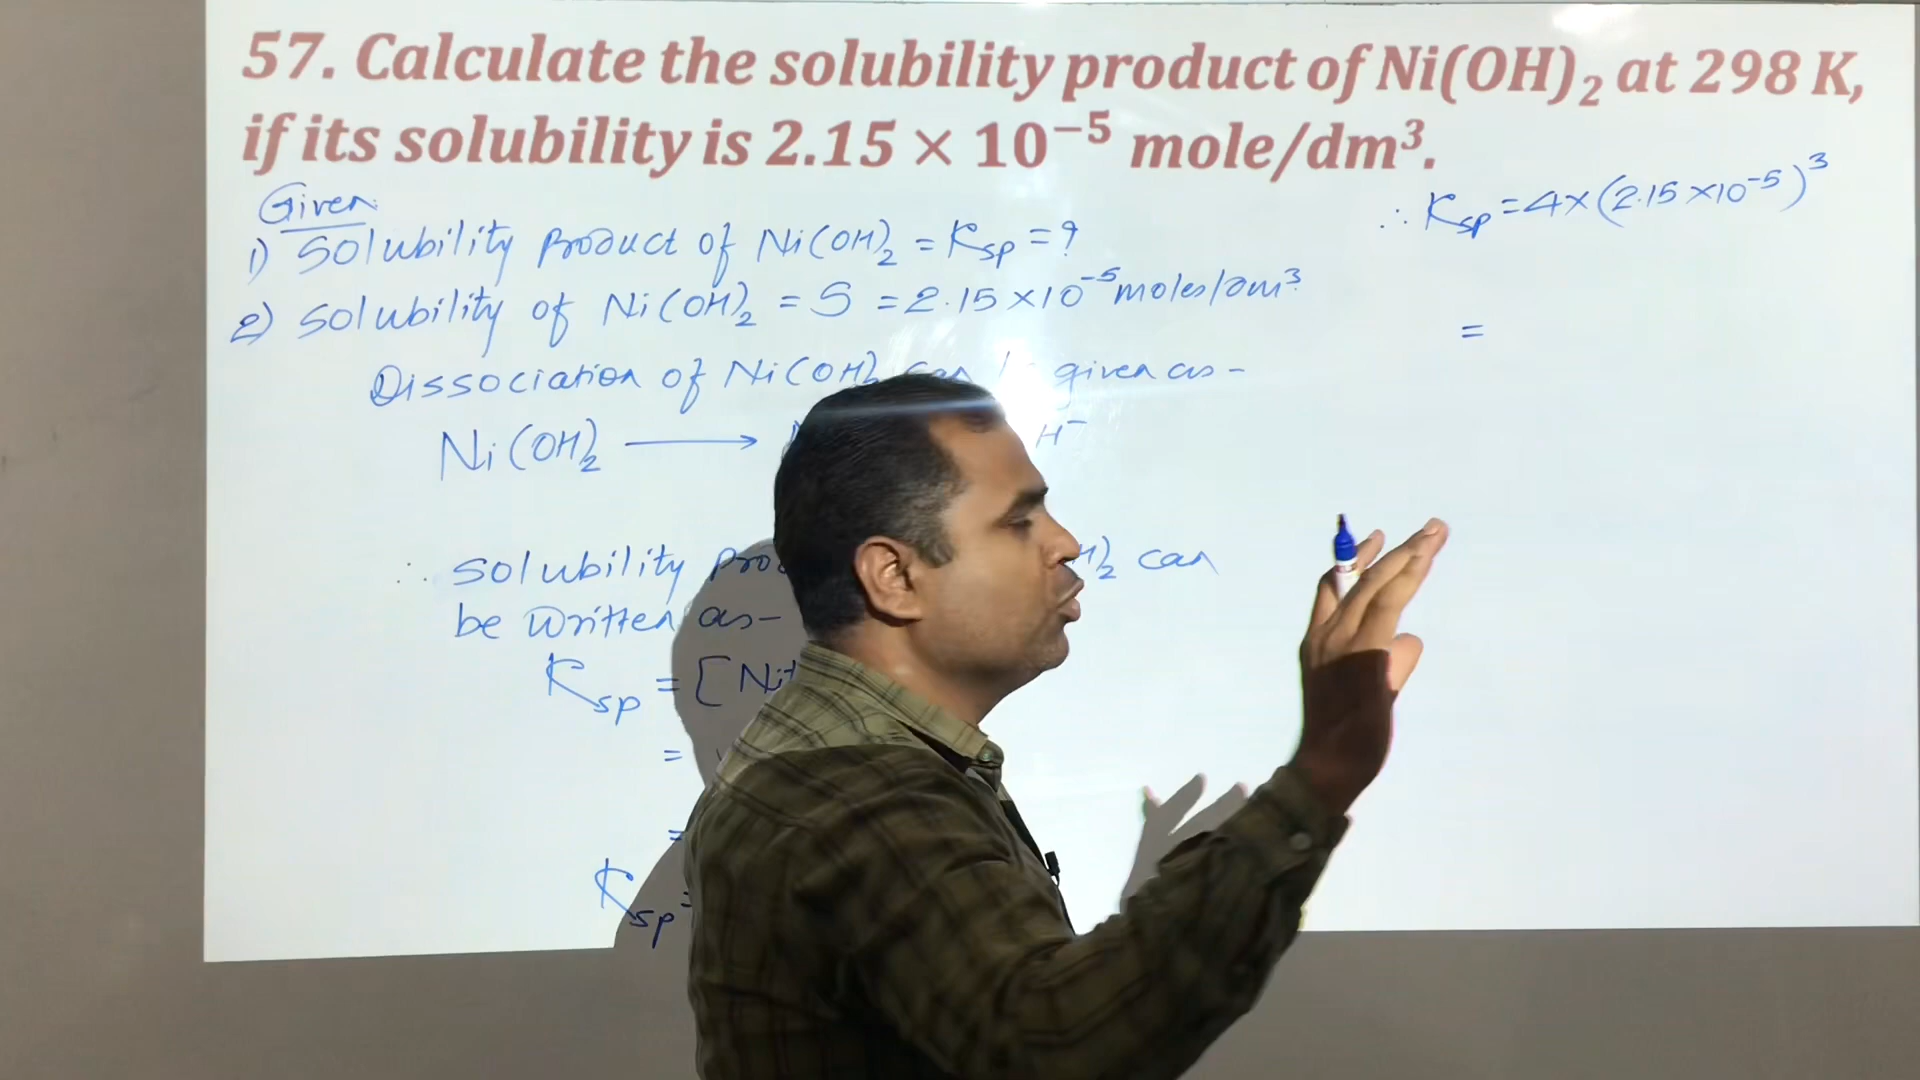 57. Calculate the solubility product of Ni(OH)₂ at 298 K,
if its solubility is 2.15 × 10⁻⁵ mole/dm³.
Given
1) Solubility Product of Ni(OH)₂ = Ksp = ?
2) Solubility of Ni(OH)₂ = S = 2.15 ×10⁻⁵ moles/dm³
Dissociation of Ni(OH)₂ can given as -
Ni(OH)₂ ⟶ H⁻
∴ Solubility can
be written as-
Ksp = [Ni
=
=
Ksp =
∴ Ksp = 4×(2.15 ×10⁻⁵)³
=